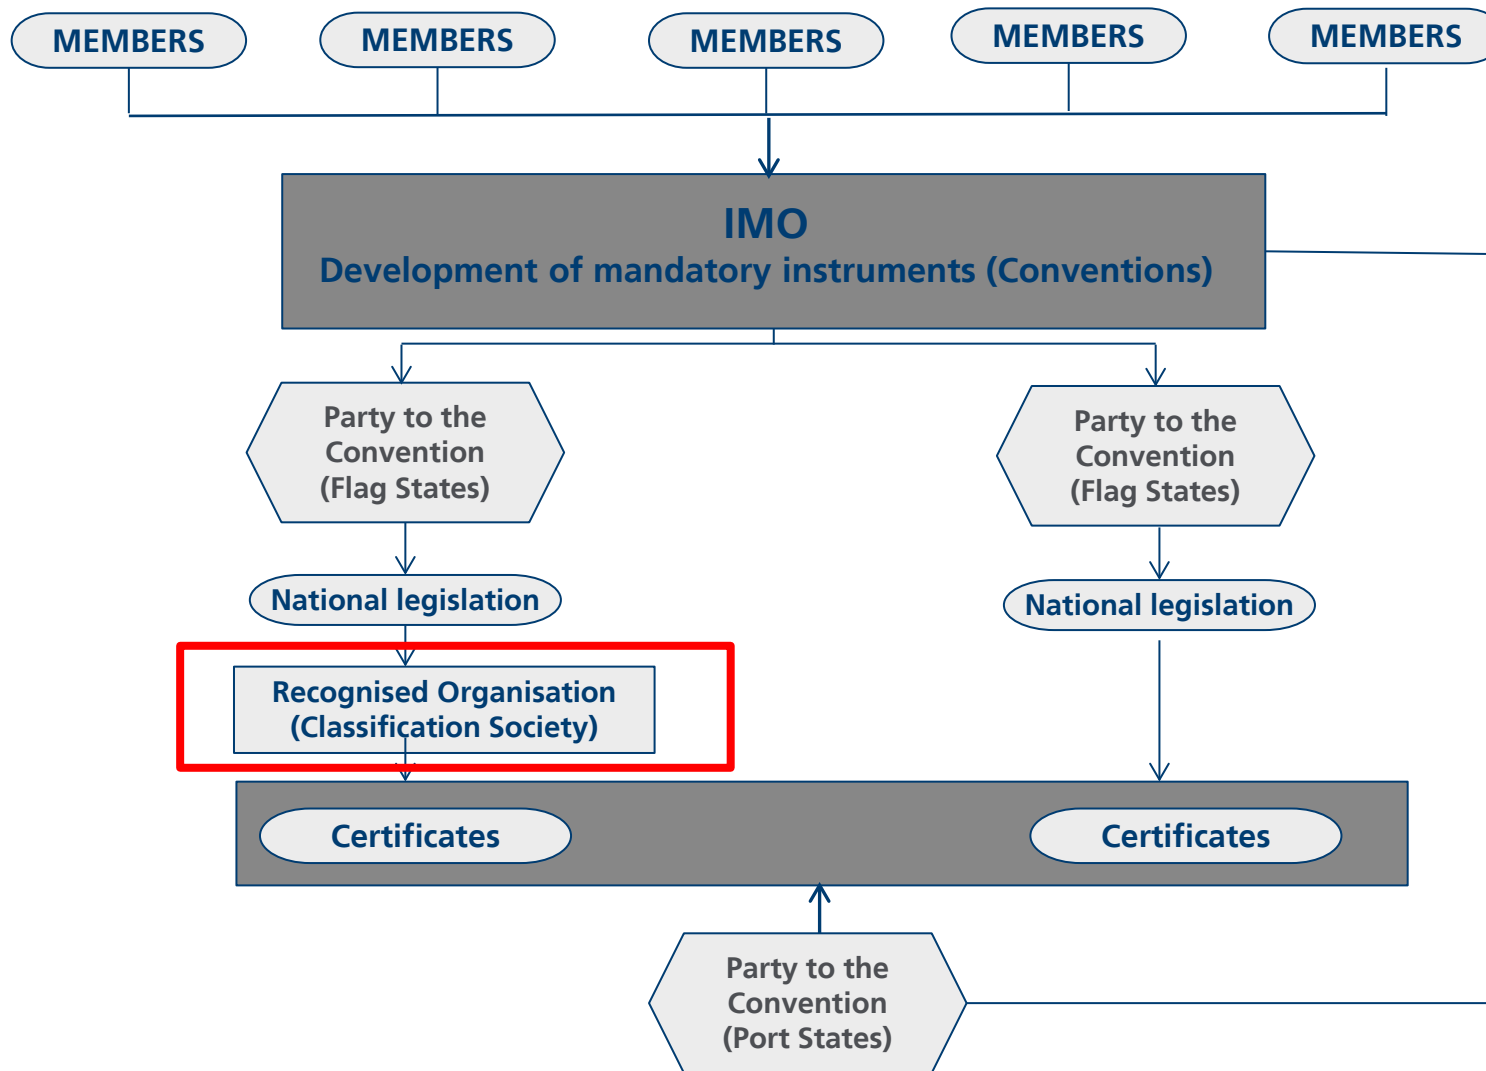 MEMBERS
MEMBERS
MEMBERS
MEMBERS
MEMBERS
IMO
Development of mandatory instruments (Conventions)
Party to the
Convention
(Flag States)
Party to the
Convention
(Flag States)
National legislation
National legislation
Recognised Organisation
(Classification Society)
Certificates
Certificates
Party to the
Convention
(Port States)